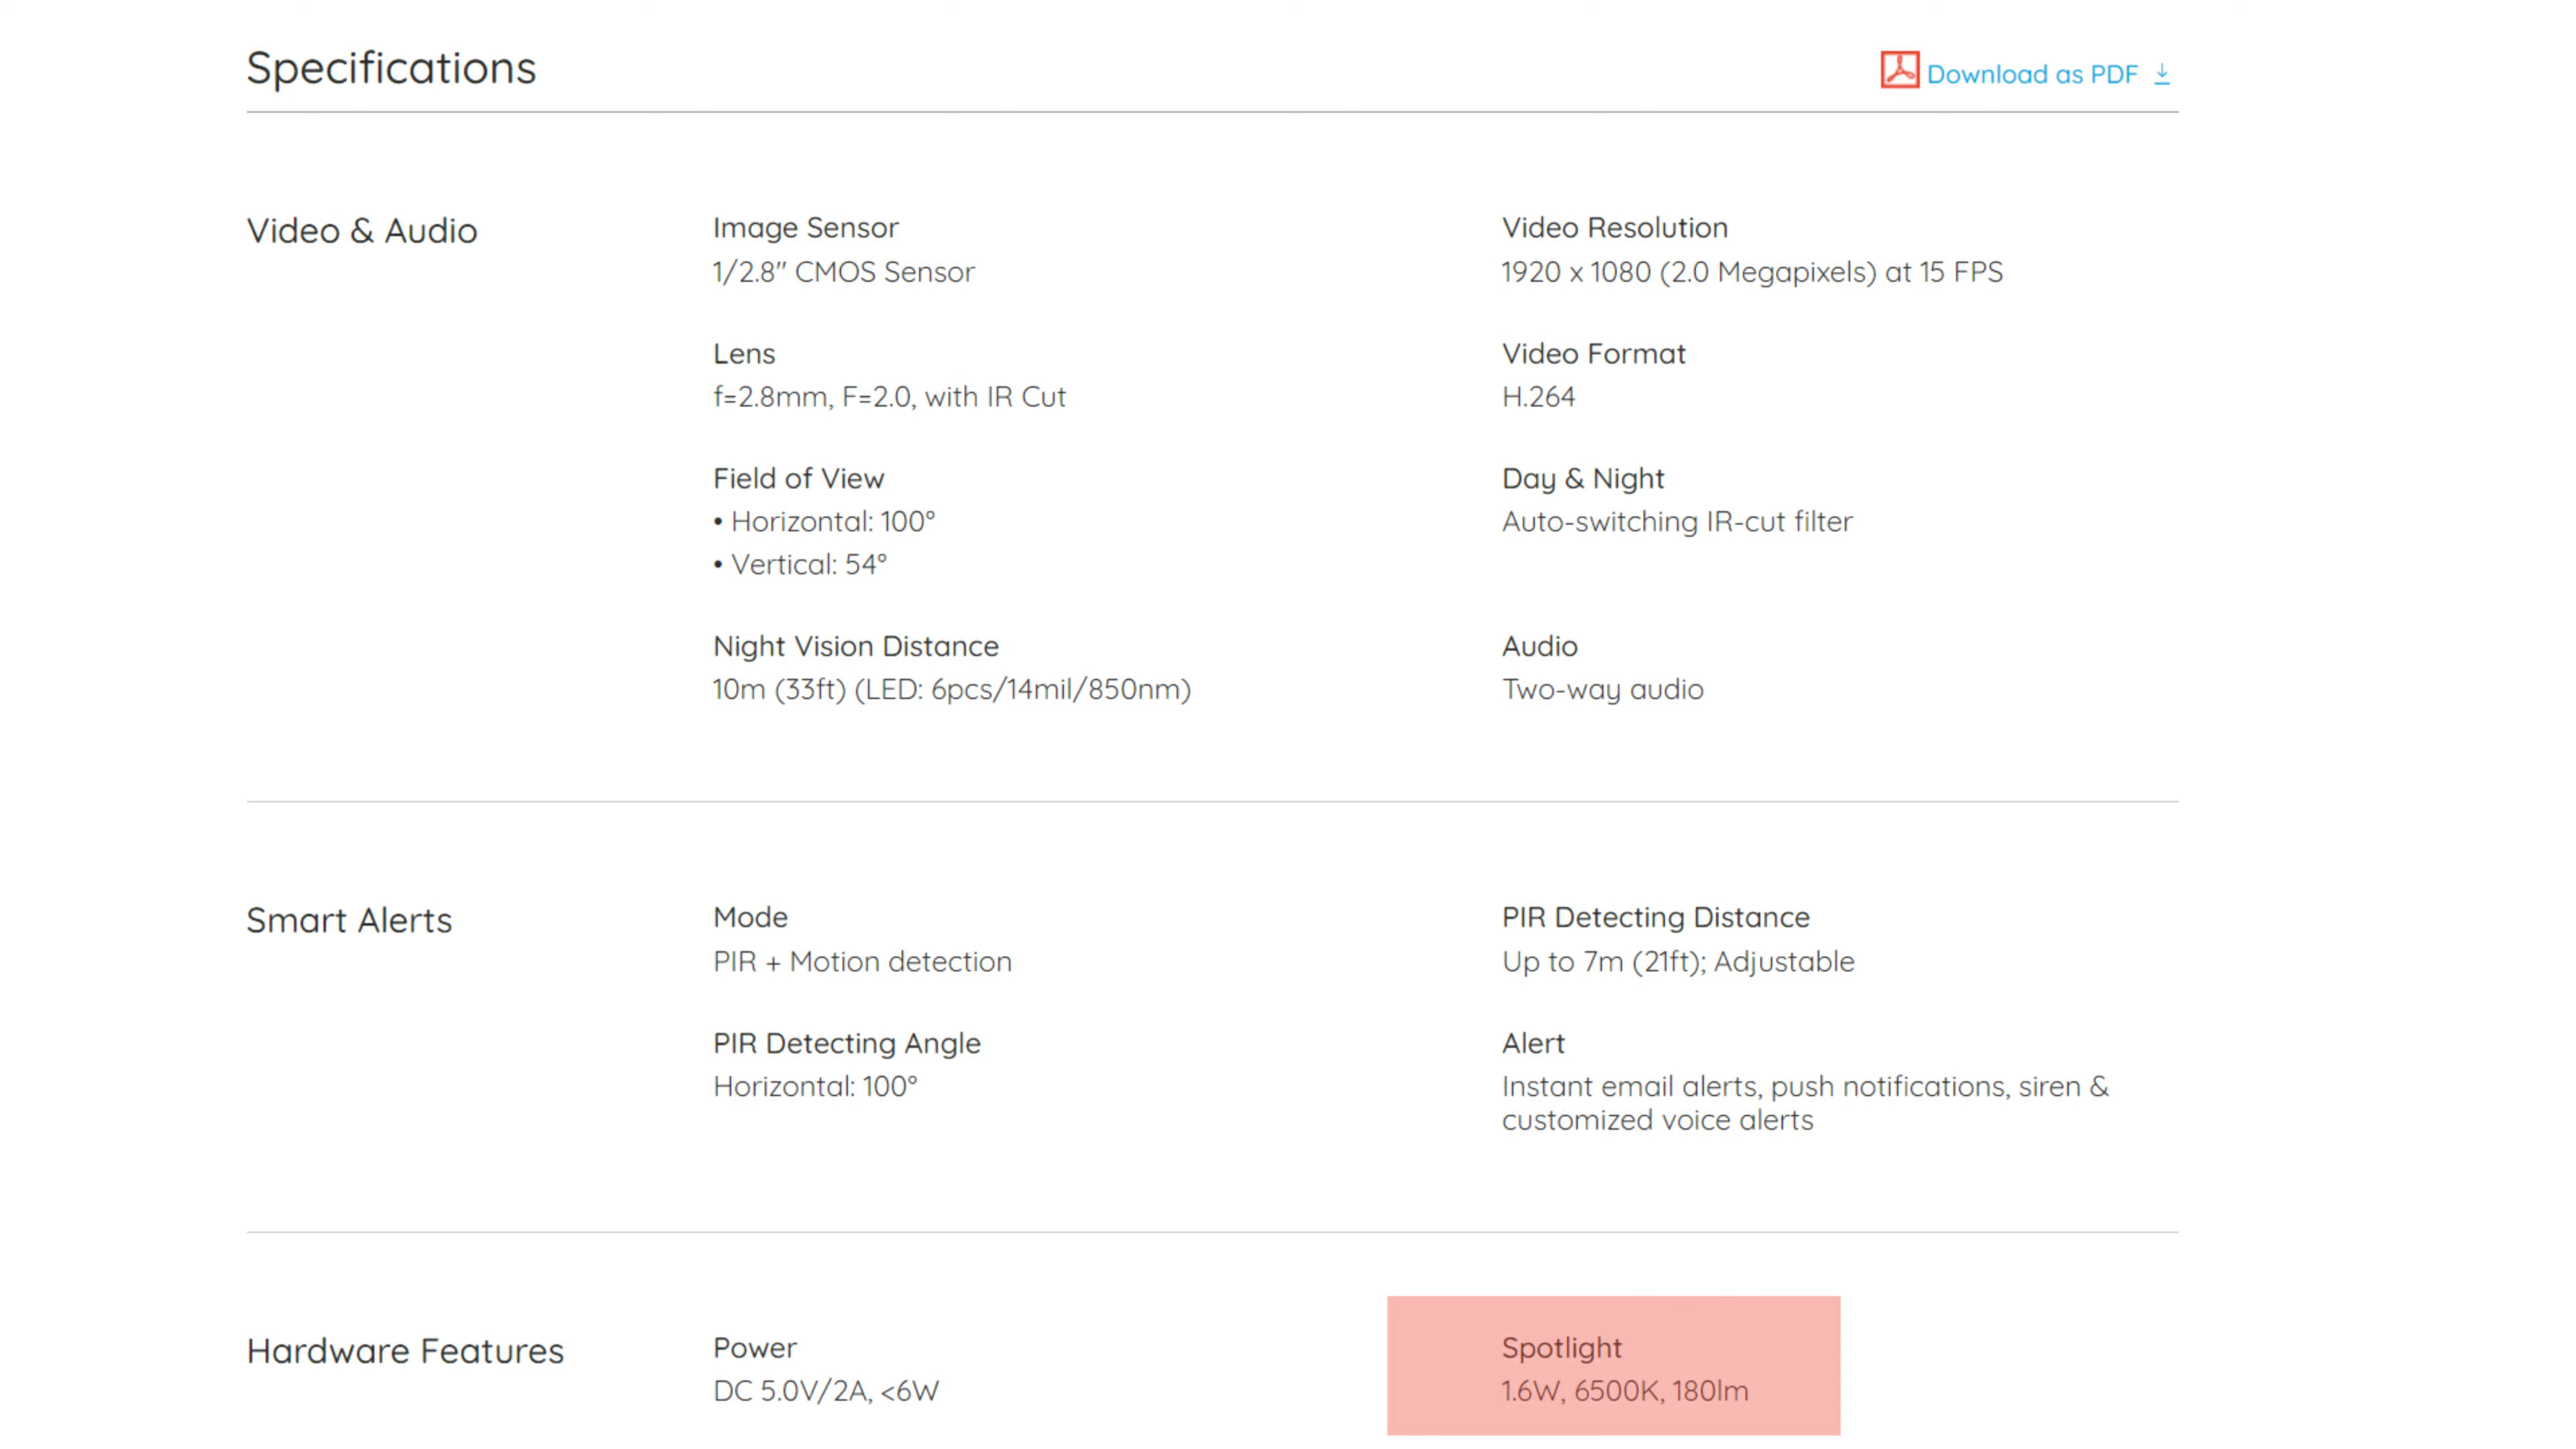 Specifications
Download as PDF
Video & Audio
Image Sensor
1/2.8" CMOS Sensor
Video Resolution
1920 x 1080 (2.0 Megapixels) at 15 FPS
Lens
f=2.8mm, F=2.0, with IR Cut
Video Format
H.264
Field of View
• Horizontal: 100°
• Vertical: 54°
Day & Night
Auto-switching IR-cut filter
Night Vision Distance
10m (33ft) (LED: 6pcs/14mil/850nm)
Audio
Two-way audio
Smart Alerts
Mode
PIR + Motion detection
PIR Detecting Distance
Up to 7m (21ft); Adjustable
PIR Detecting Angle
Horizontal: 100°
Alert
Instant email alerts, push notifications, siren &
customized voice alerts
Hardware Features
Power
DC 5.0V/2A, <6W
Spotlight
1.6W, 6500K, 180lm